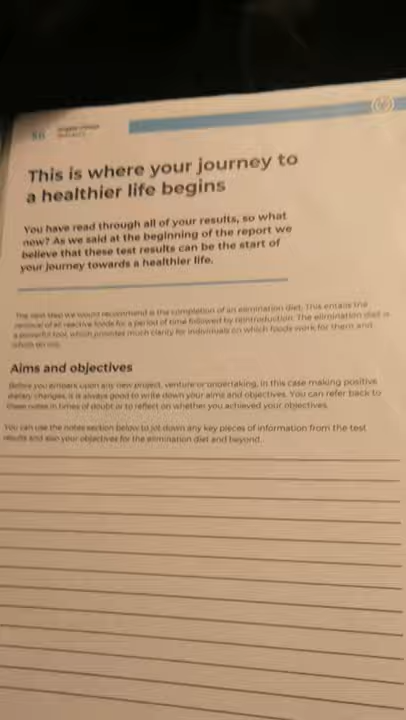 This is where your journey to
a healthier life begins
You have read through all of your results, so what
now? As we said at the beginning of the report we
believe that these test results can be the start of
your journey towards a healthier life.
The next step we would recommend is the completion of an elimination diet. This entails the
removal of all reactive foods for a period of time followed by reintroduction. The elimination diet is
a powerful tool, which provides much clarity for individuals on which foods work for them and
which do not.
Aims and objectives
Before you embark upon any new project, venture or undertaking, in this case making positive
dietary changes, it is always good to write down your aims and objectives. You can refer back to
these notes in times of doubt or to reflect on whether you achieved your objectives.
You can use the notes section below to jot down any key pieces of information from the test
results and also your objectives for the elimination diet and beyond.